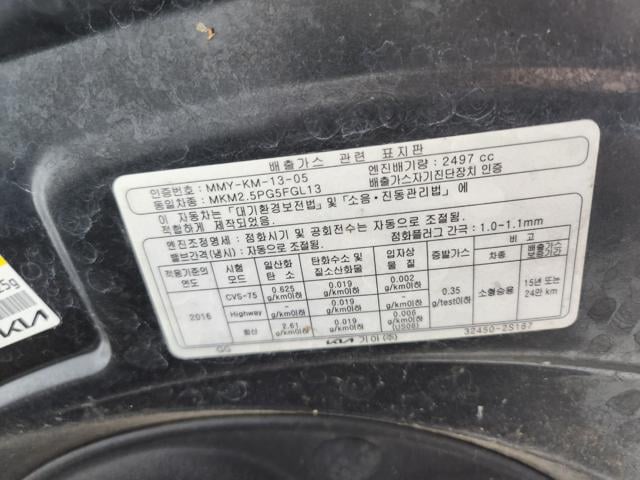 배출가스 관련 표지판
인증번호: MMY-KM-13-05 엔진배기량: 2497 cc
동일차종: MKM2.5PG5FGL13 배출가스자기진단장치 인증
이 자동차는 「대기환경보전법」 및 「소음·진동관리법」에
적합하게 제작되었음.
엔진조정명세: 점화시기 및 공회전수는 자동으로 조절됨.
밸브간격(냉시): 자동으로 조절됨. 점화플러그 간극: 1.0-1.1mm
적용기준의 연도 시험모드 일산화탄소 탄화수소 및 질소산화물 입자상물질 증발가스 비고
차종 배출가스 보증기간
2016 CVS-75 0.625 g/km이하 0.019 g/km이하 0.002 g/km이하 0.35 g/test이하 소형승용 15년 또는 24만 km
Highway - 0.019 g/km이하 -
합산 2.61 g/km이하 0.019 g/km이하 0.006 g/km이하 (US06)
GG KIA 기아(주) 32450-2S167
5g
KIA